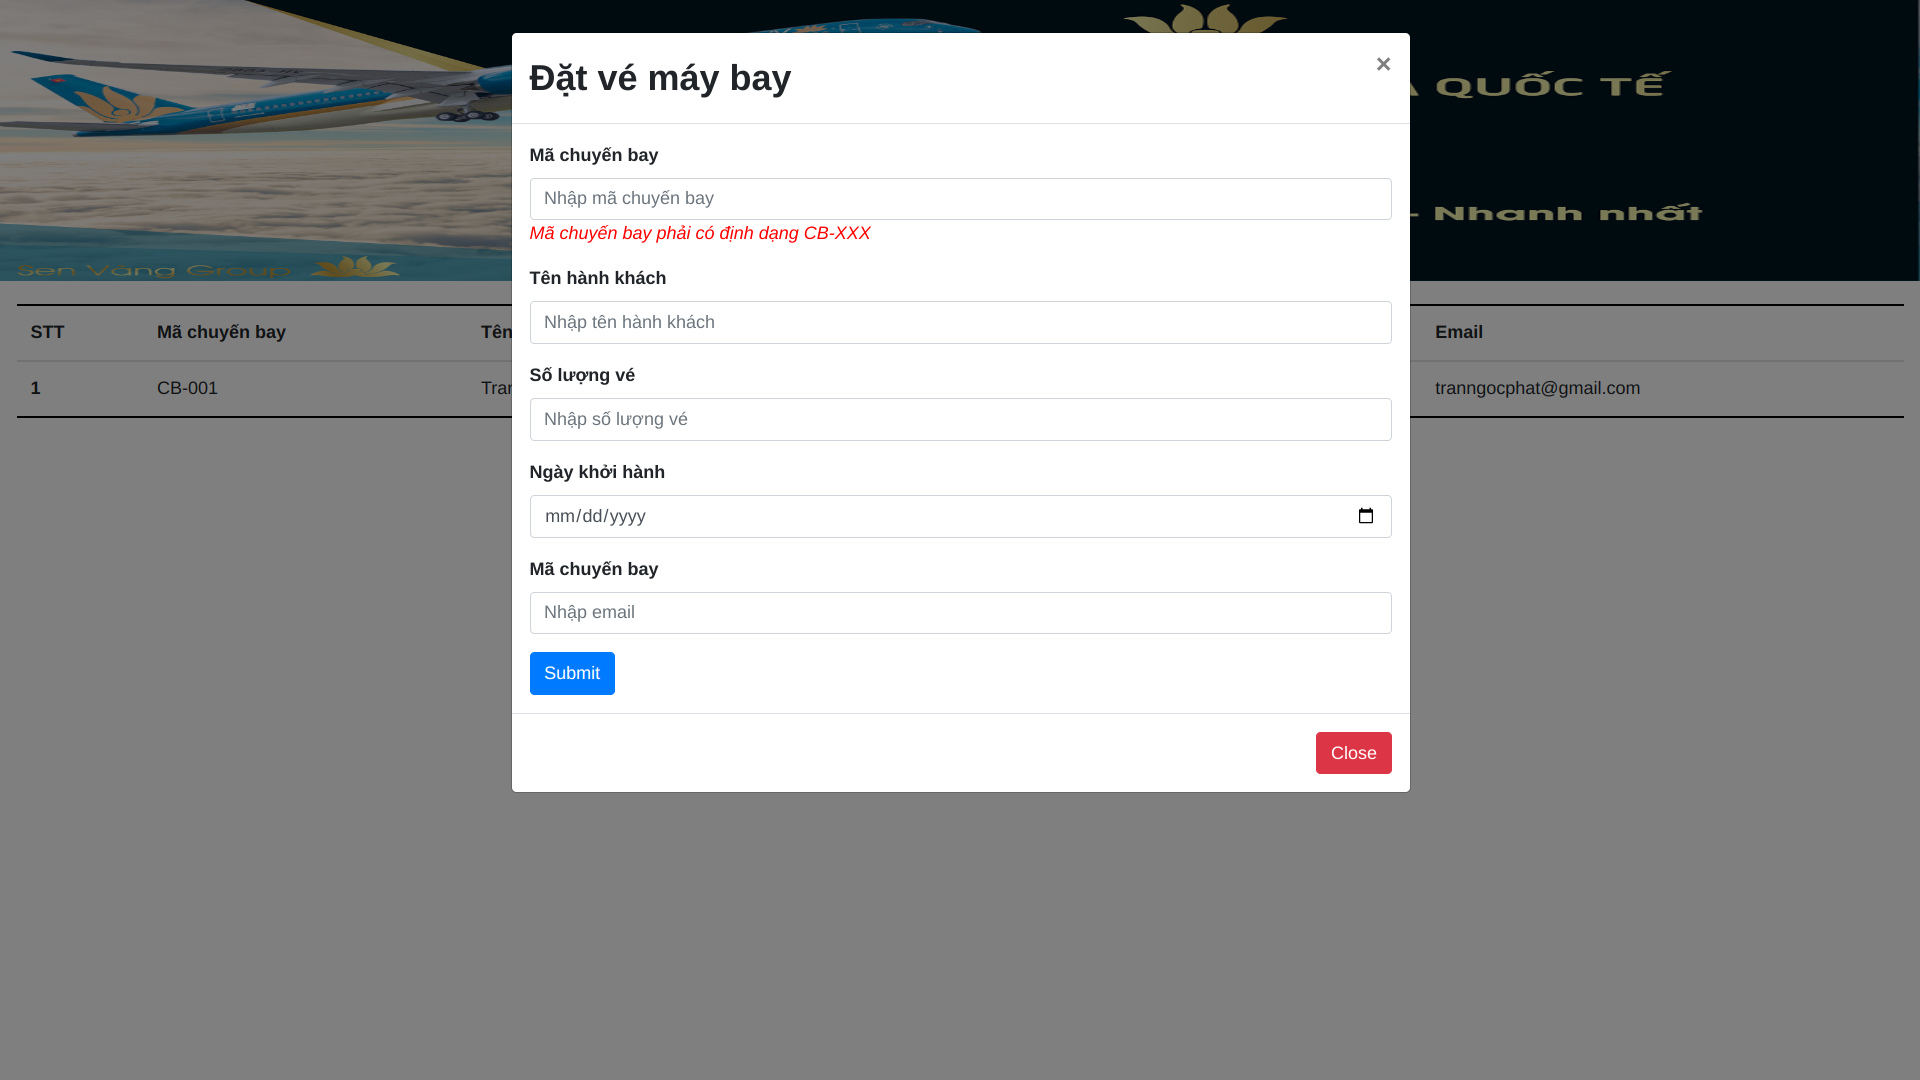 QUỐC TẾ
- Nhanh nhất
Sen Vàng Group
Đặt vé máy bay
×
Mã chuyến bay
Nhập mã chuyến bay
Mã chuyến bay phải có định dạng CB-XXX
Tên hành khách
Nhập tên hành khách
Số lượng vé
Nhập số lượng vé
Ngày khởi hành
mm/dd/yyyy
Mã chuyến bay
Nhập email
Submit
Close
STT Mã chuyến bay Tên Email
1 CB-001 tranngocphat@gmail.com